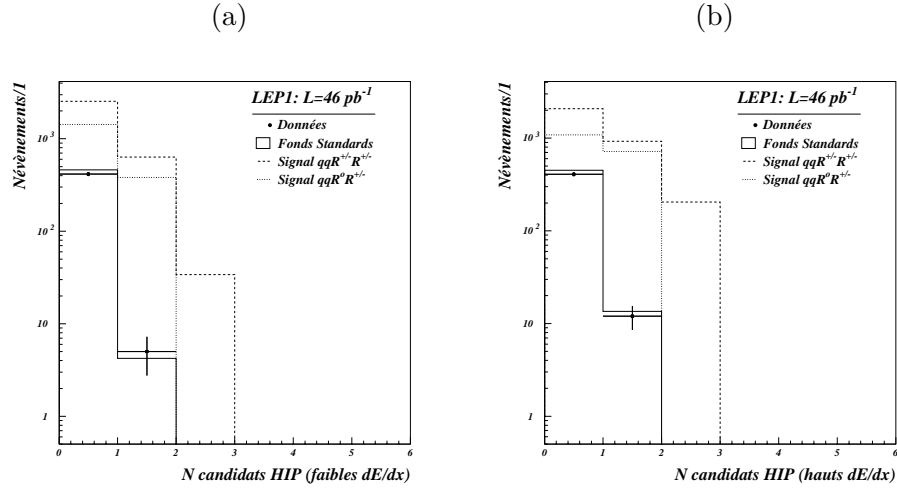 (a)
(b)
Névènements/1
LEP1: L=46 pb⁻¹
Données
Fonds Standards
Signal qqR⁺/⁻R⁺/⁻
Signal qqR⁰R⁺/⁻
10³
10²
10
1
0 1 2 3 4 5 6
N candidats HIP (faibles dE/dx)
Névènements/1
LEP1: L=46 pb⁻¹
Données
Fonds Standards
Signal qqR⁺/⁻R⁺/⁻
Signal qqR⁰R⁺/⁻
10³
10²
10
1
0 1 2 3 4 5 6
N candidats HIP (hauts dE/dx)